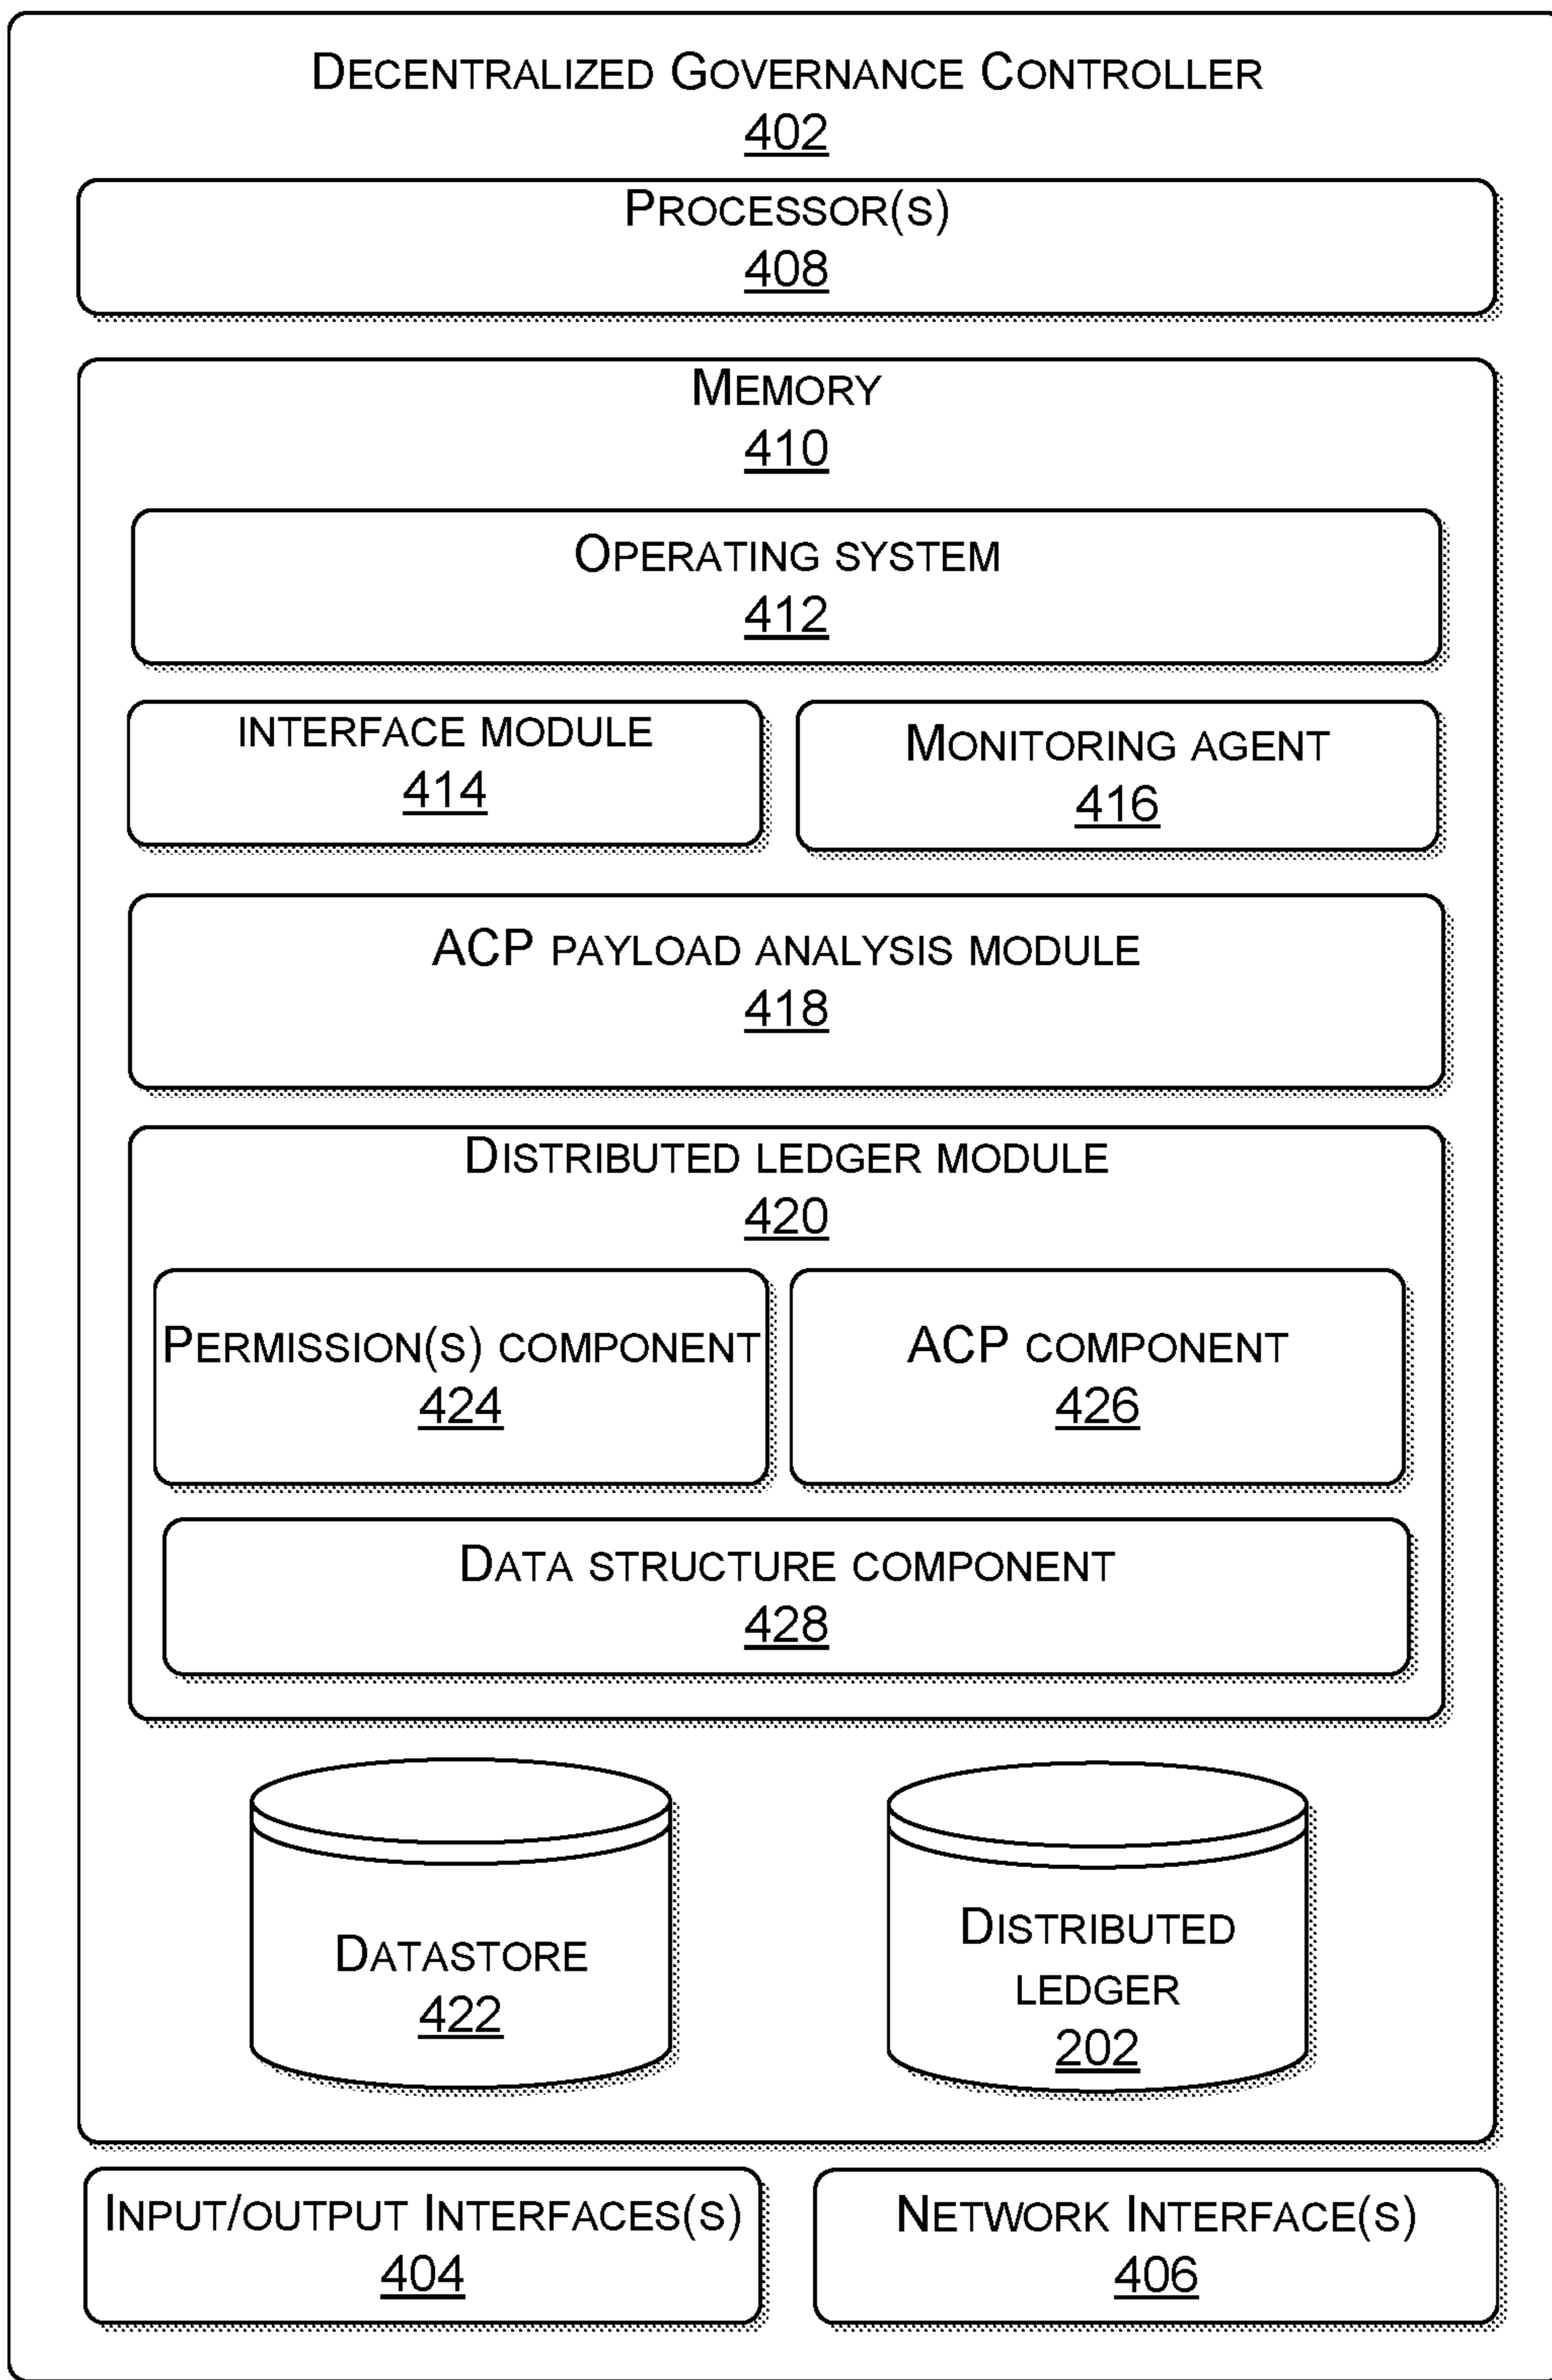 Decentralized Governance Controller
402
Processor(s)
408
Memory
410
Operating system
412
interface module
414
Monitoring agent
416
ACP payload analysis module
418
Distributed ledger module
420
Permission(s) component
424
ACP component
426
Data structure component
428
Datastore
422
Distributed
ledger
202
Input/output Interfaces(s)
404
Network Interface(s)
406